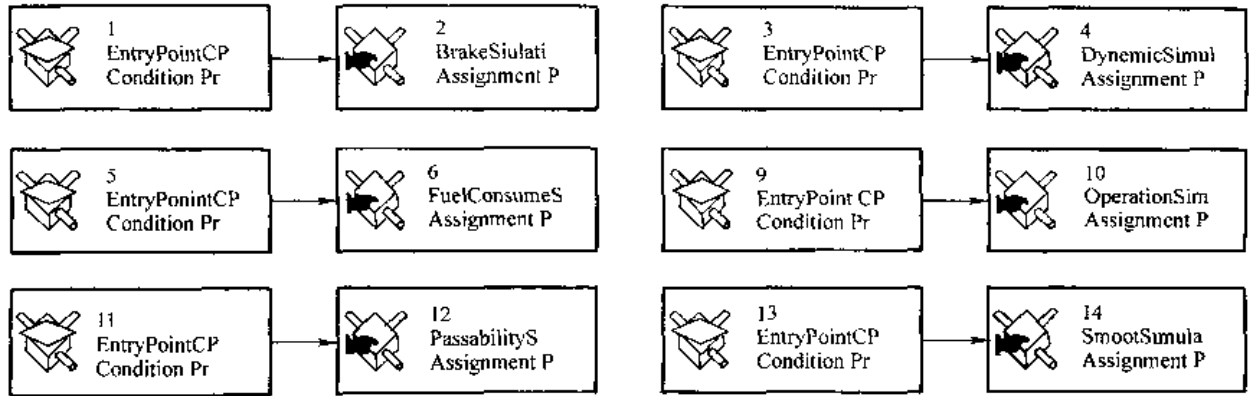 1
EntryPointCP
Condition Pr
2
BrakeSiulati
Assignment P
3
EntryPointCP
Condition Pr
4
DynemicSimul
Assignment P
5
EntryPonintCP
Condition Pr
6
FuelConsumeS
Assignment P
9
EntryPoint CP
Condition Pr
10
OperationSim
Assignment P
11
EntryPointCP
Condition Pr
12
PassabilityS
Assignment P
13
EntryPointCP
Condition Pr
14
SmootSimula
Assignment P